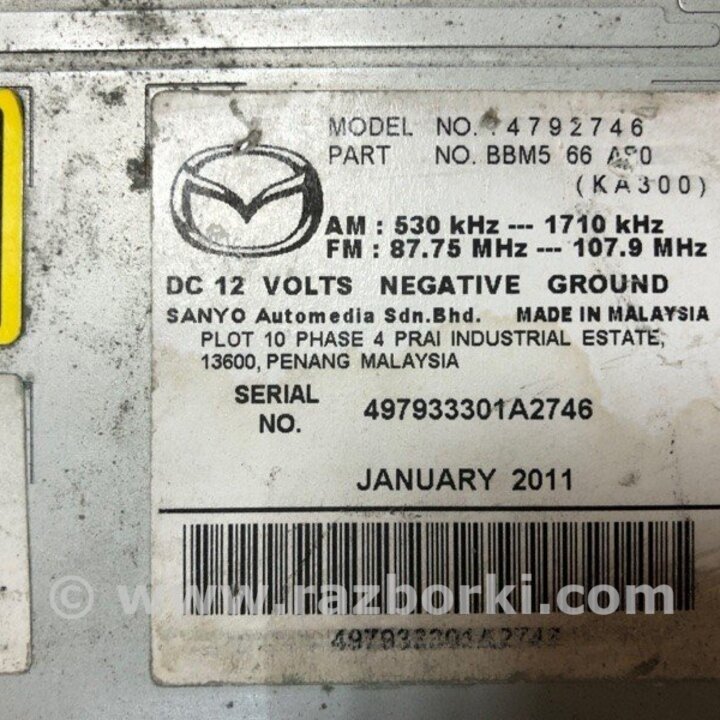 MODEL NO. 14792746
PART NO. BBM5 66
(KA300)
AM : 530 kHz --- 1710 kHz
FM : 87.75 MHz --- 107.9 MHz
DC 12 VOLTS NEGATIVE GROUND
SANYO Automedia Sdn.Bhd. MADE IN MALAYSIA
PLOT 10 PHASE 4 PRAI INDUSTRIAL ESTATE,
13600, PENANG MALAYSIA
SERIAL NO. 497933301A2746
JANUARY 2011
© www.razborki.com